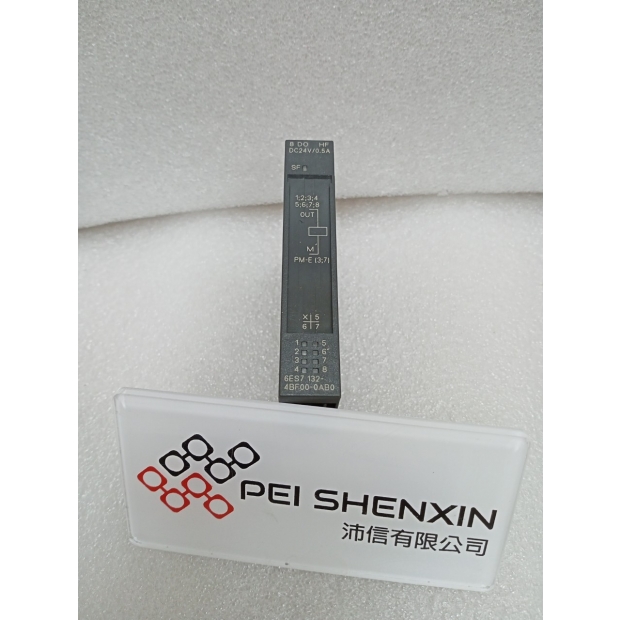 8 DO HF
DC24V/0.5A
SF
1;2;3;4
5;6;7;8
OUT
M
PM-E (3;7)
X 5
6 7
1 5
2 6
3 7
4 8
6ES7 132-
4BF00-0AB0
PEI SHENXIN
沛信有限公司